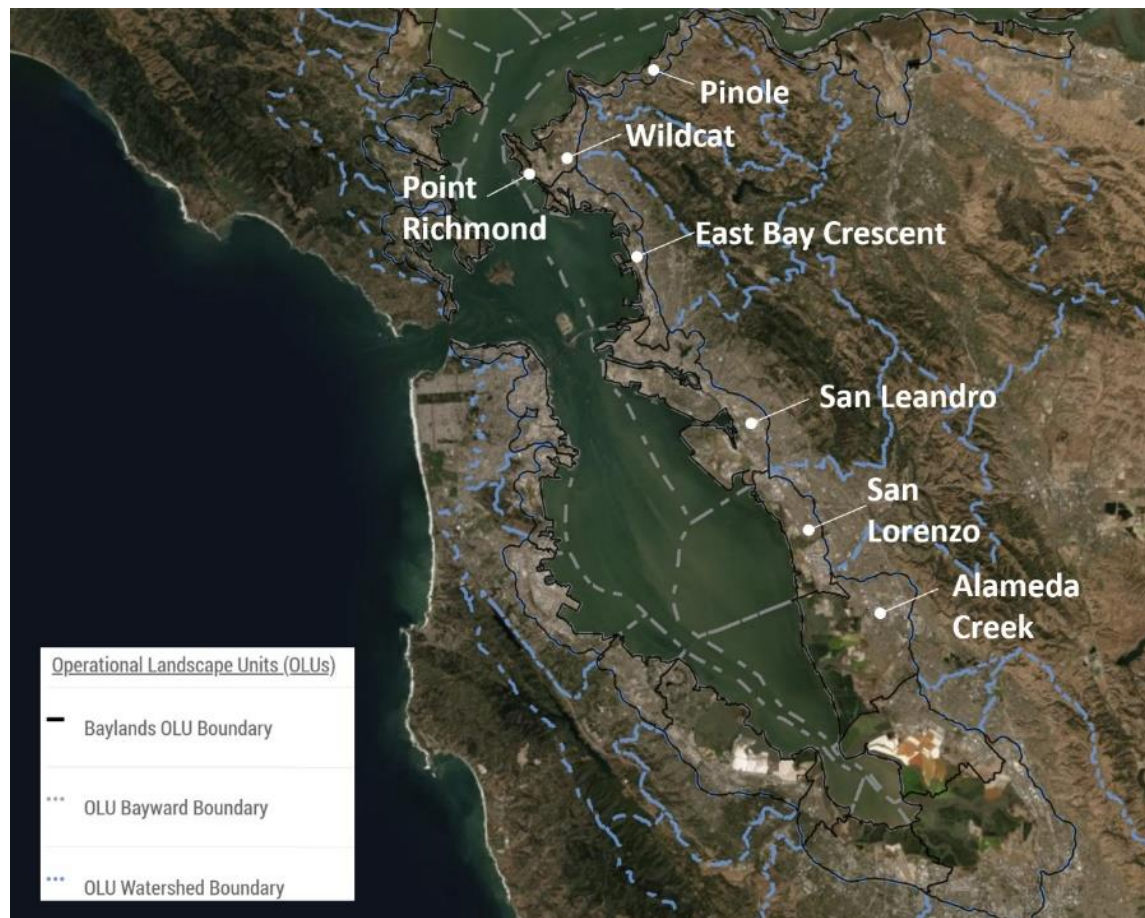 Pinole
Wildcat
Point
Richmond
East Bay Crescent
San Leandro
San
Lorenzo
Alameda
Creek
Operational Landscape Units (OLUs)
Baylands OLU Boundary
OLU Bayward Boundary
OLU Watershed Boundary